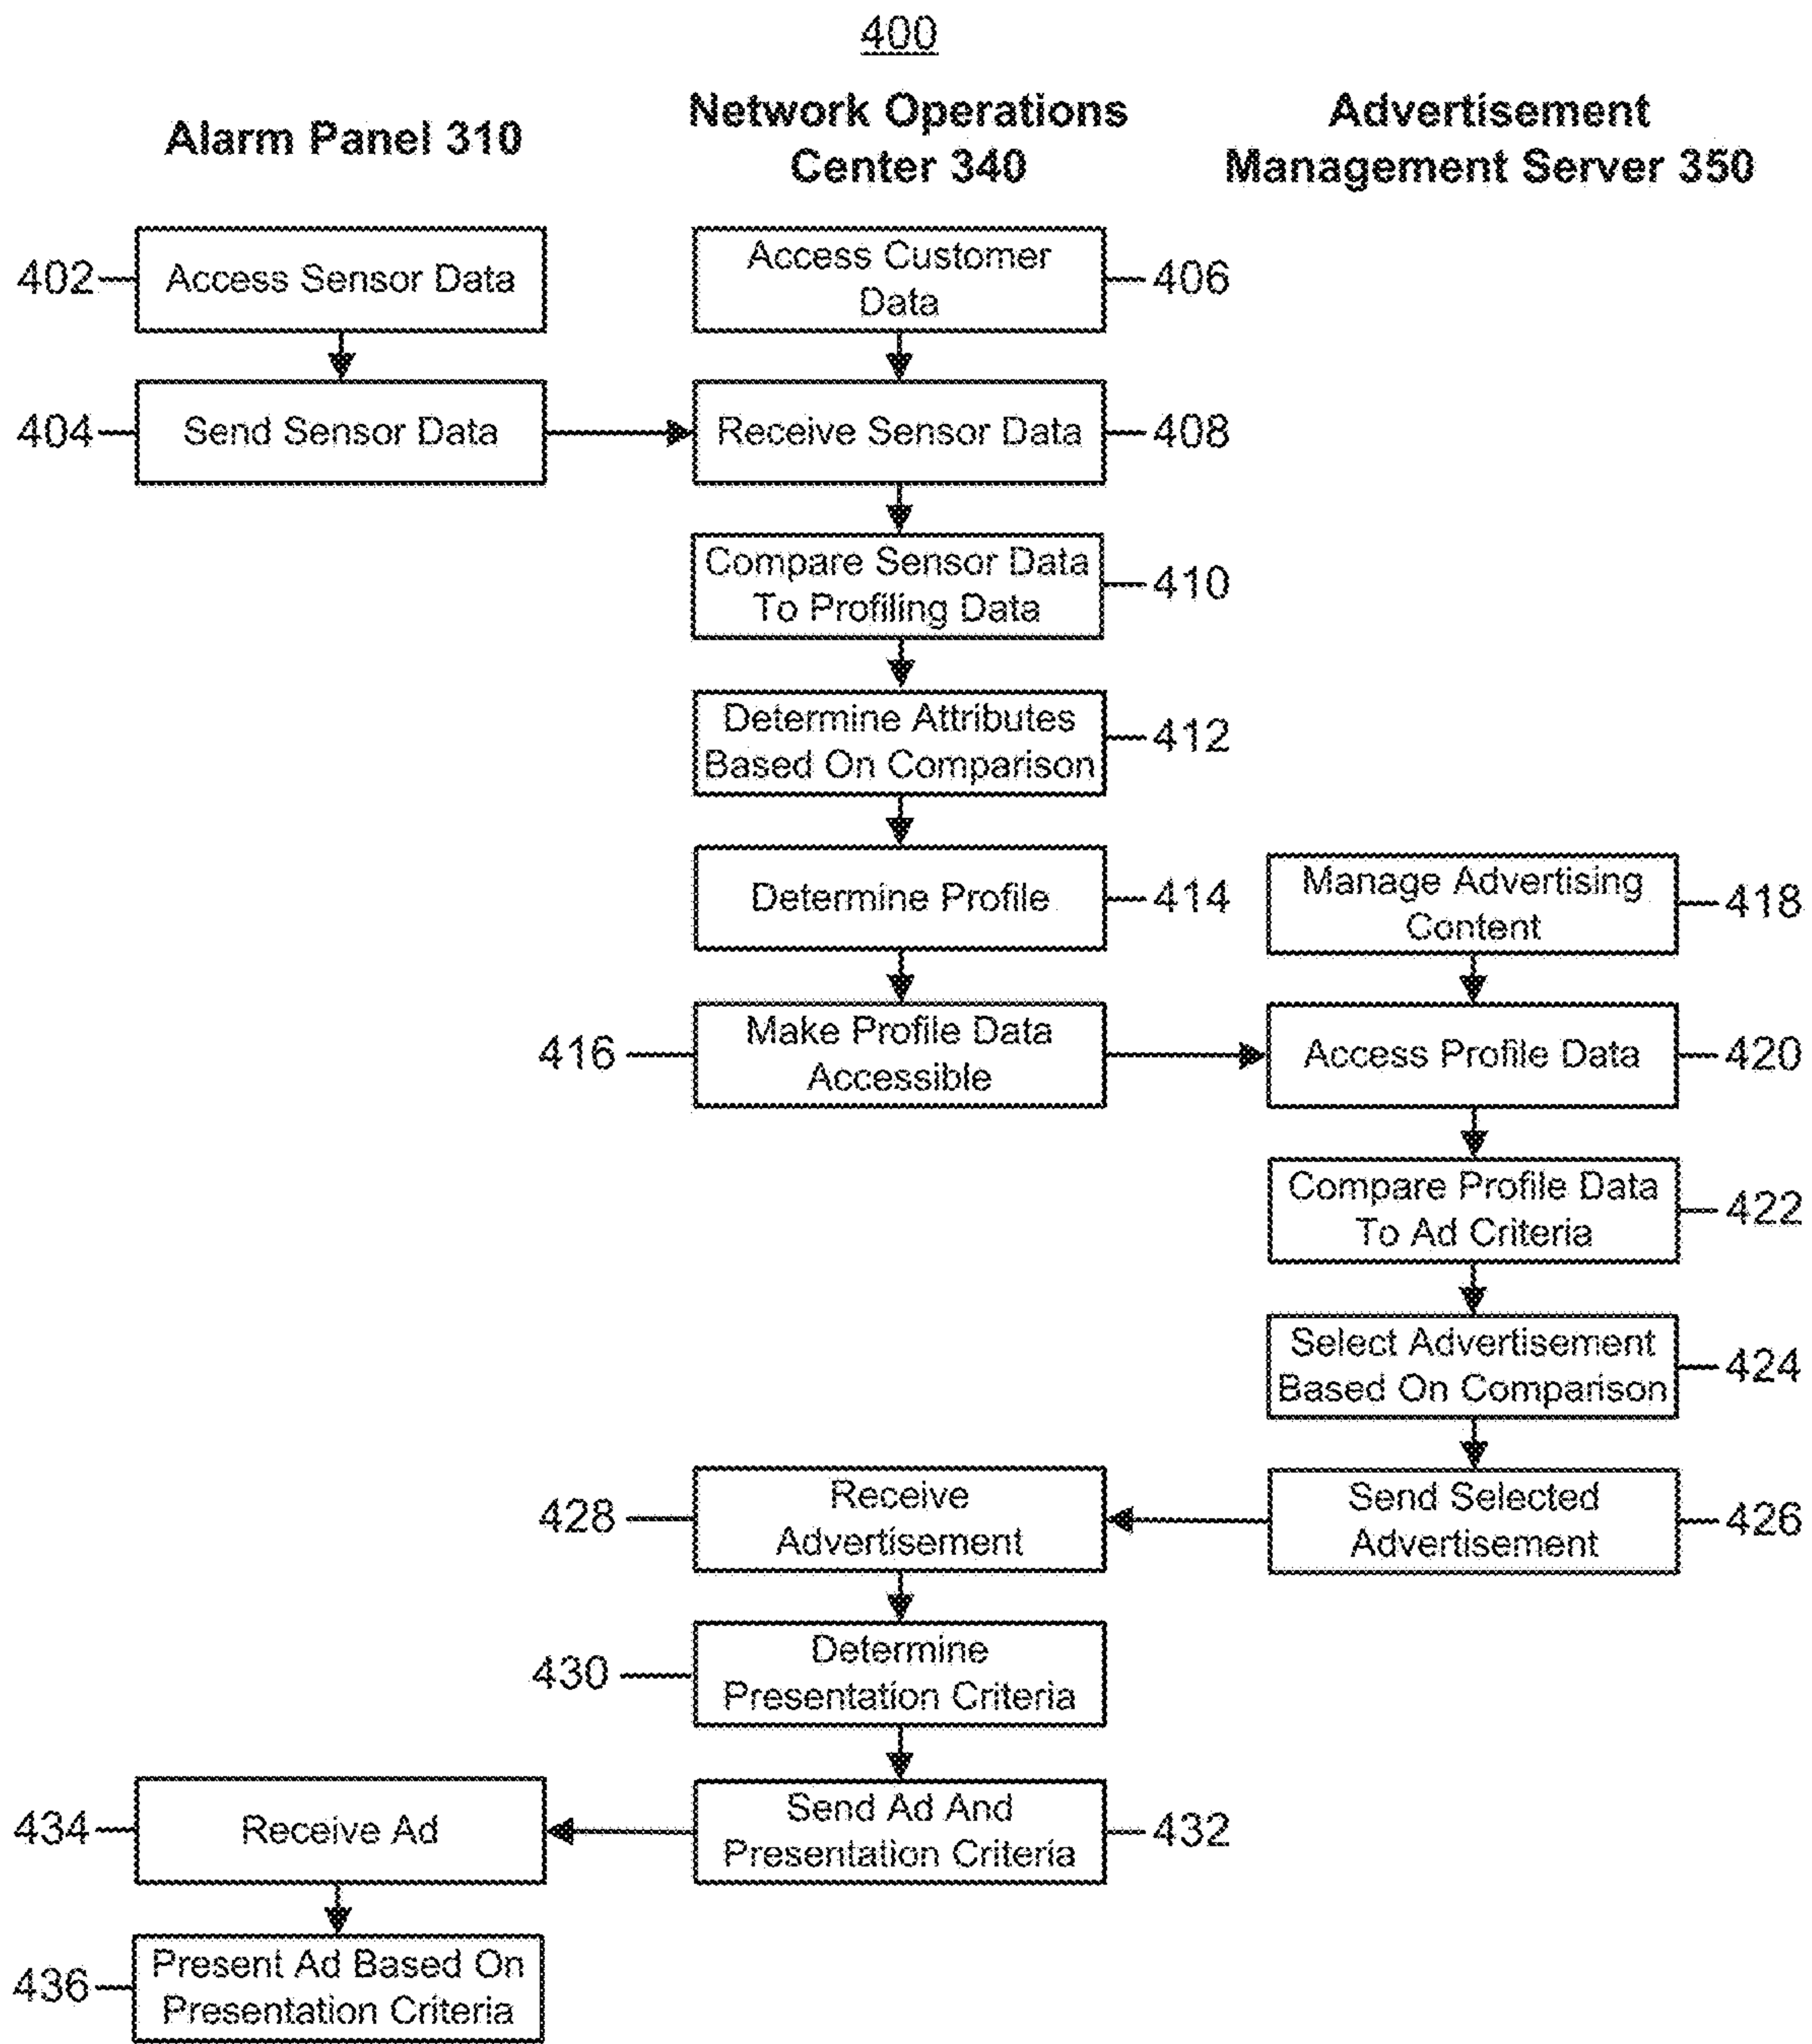 400
Alarm Panel 310
Network Operations
Center 340
Advertisement
Management Server 350
402
Access Sensor Data
Access Customer
Data
406
404
Send Sensor Data
Receive Sensor Data
408
Compare Sensor Data
To Profiling Data
410
Determine Attributes
Based On Comparison
412
Determine Profile
414
Manage Advertising
Content
418
416
Make Profile Data
Accessible
Access Profile Data
420
Compare Profile Data
To Ad Criteria
422
Select Advertisement
Based On Comparison
424
428
Receive
Advertisement
Send Selected
Advertisement
426
430
Determine
Presentation Criteria
434
Receive Ad
Send Ad And
Presentation Criteria
432
436
Present Ad Based On
Presentation Criteria